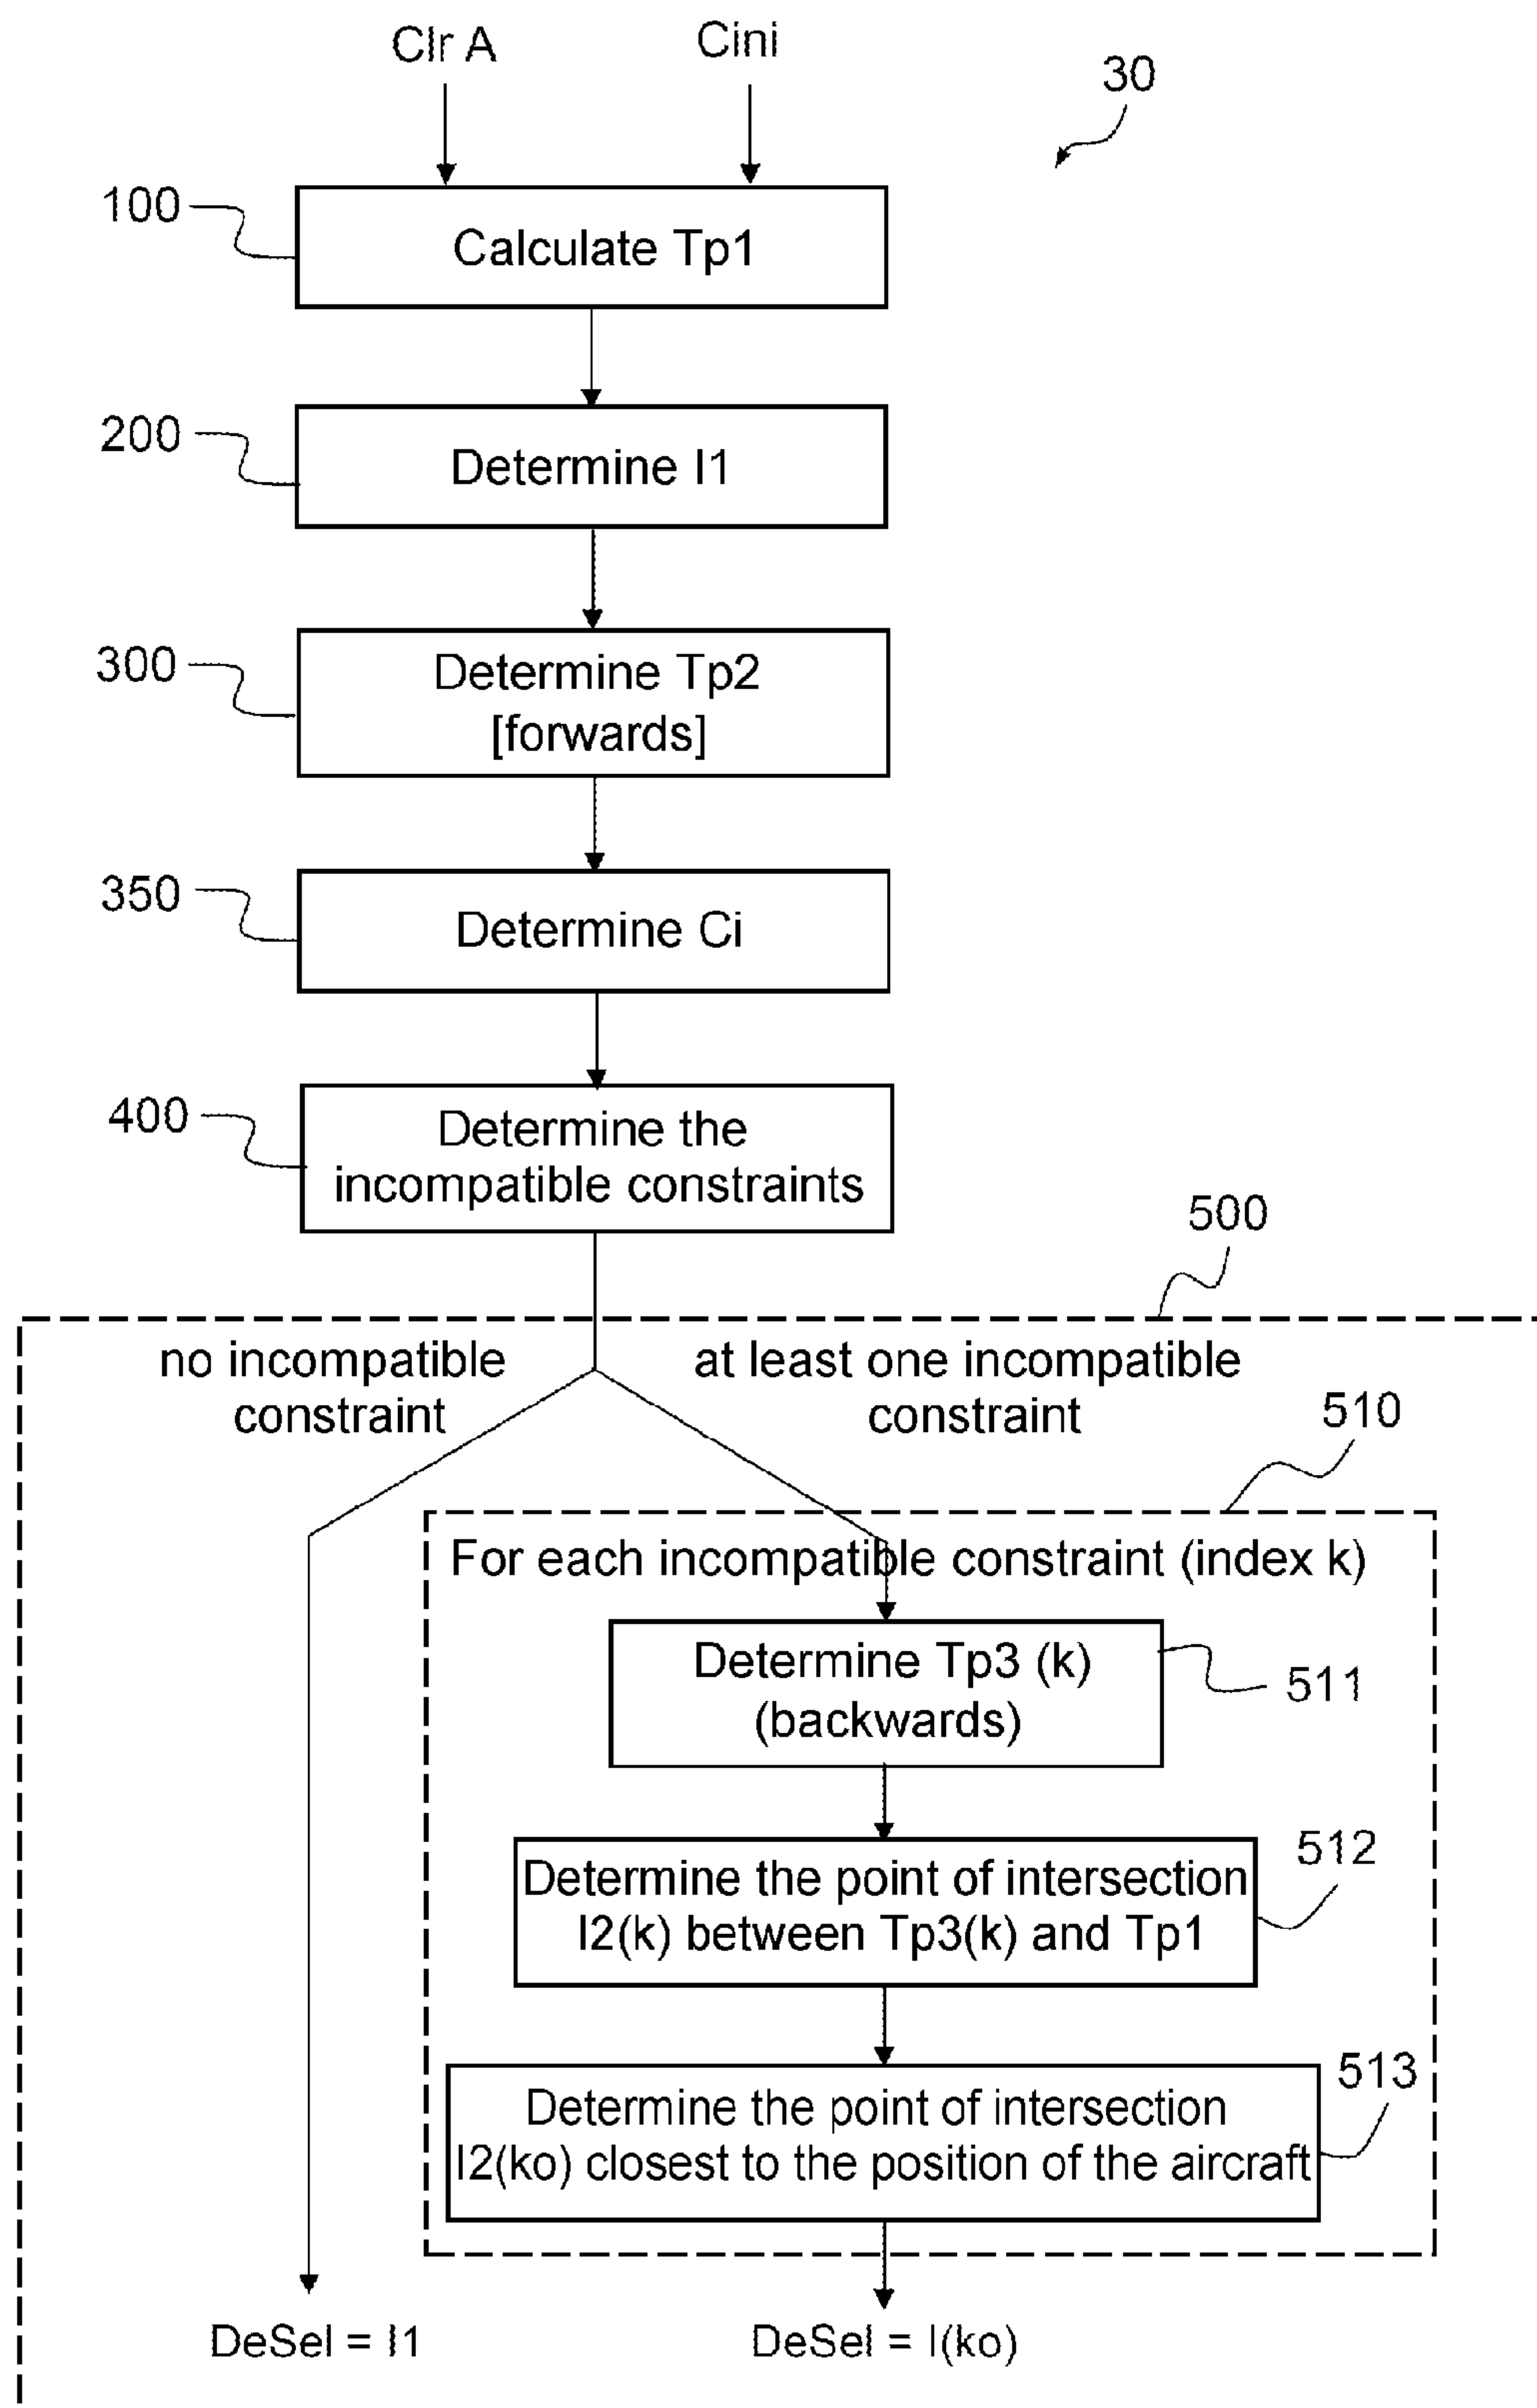 Clr A
Cini
30
100
Calculate Tp1
200
Determine I1
300
Determine Tp2
[forwards]
350
Determine Ci
400
Determine the
incompatible constraints
500
no incompatible
constraint
at least one incompatible
constraint
510
For each incompatible constraint (index k)
Determine Tp3 (k)
(backwards)
511
512
Determine the point of intersection
I2(k) between Tp3(k) and Tp1
513
Determine the point of intersection
I2(ko) closest to the position of the aircraft
DeSel = I1
DeSel = I(ko)